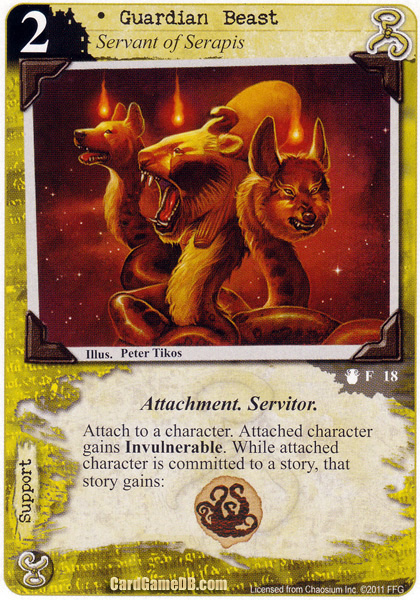 2
• Guardian Beast
Servant of Serapis
Illus. Peter Tikos
F 18
Attachment. Servitor.
Attach to a character. Attached character
gains Invulnerable. While attached
character is committed to a story, that
story gains:
Support
CardGameDB.com
Licensed from Chaosium Inc. ©2011 FFG